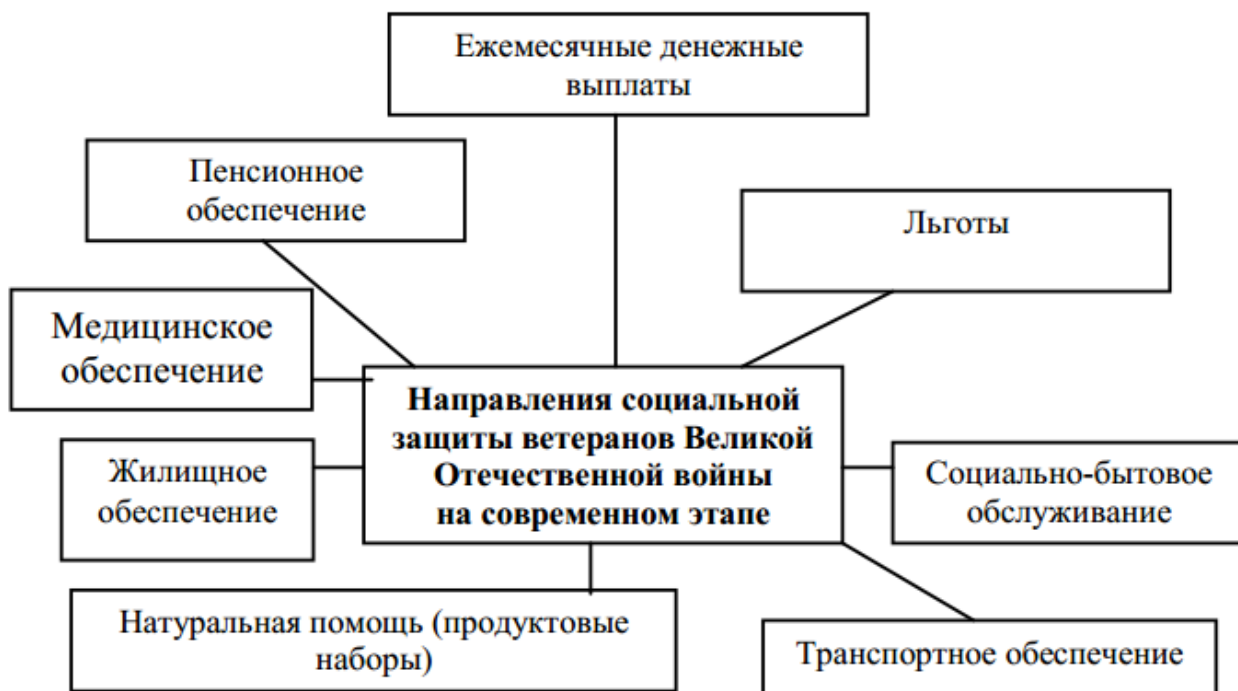 Ежемесячные денежные
выплаты
Пенсионное
обеспечение
Льготы
Медицинское
обеспечение
Направления социальной
защиты ветеранов Великой
Отечественной войны
на современном этапе
Жилищное
обеспечение
Социально-бытовое
обслуживание
Натуральная помощь (продуктовые
наборы)
Транспортное обеспечение